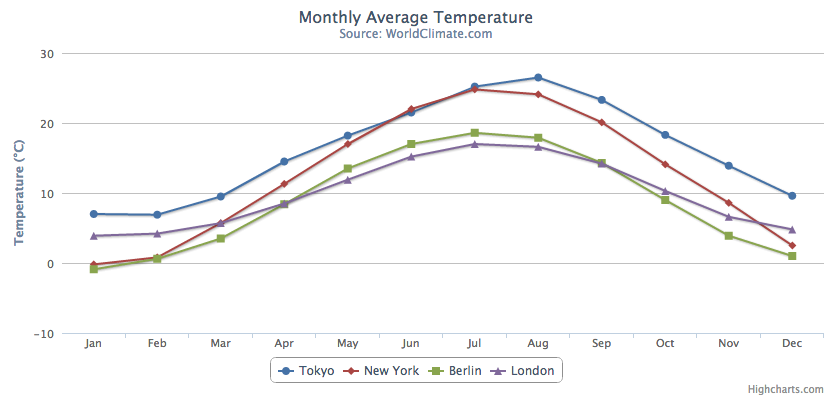 Monthly Average Temperature
Source: WorldClimate.com
Temperature (°C)
30
20
10
0
−10
Jan Feb Mar Apr May Jun Jul Aug Sep Oct Nov Dec
Tokyo New York Berlin London
Highcharts.com